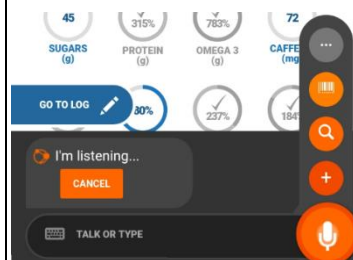 45 315% 783% 72
SUGARS PROTEIN OMEGA 3 CAFFE
(g) (g) (g) (mg
GO TO LOG 80% 237% 184
I'm listening...
CANCEL
TALK OR TYPE